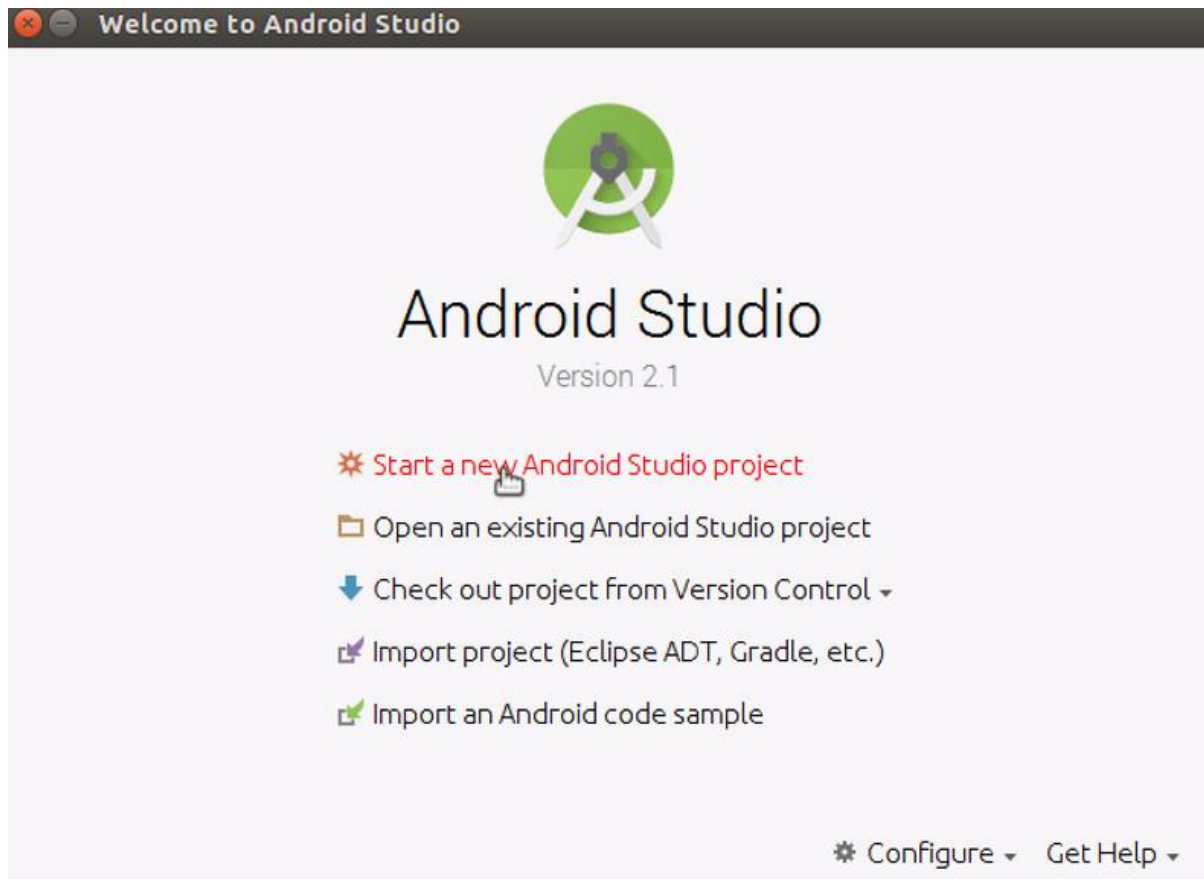 Welcome to Android Studio
Android Studio
Version 2.1
Start a new Android Studio project
Open an existing Android Studio project
Check out project from Version Control
Import project (Eclipse ADT, Gradle, etc.)
Import an Android code sample
Configure Get Help